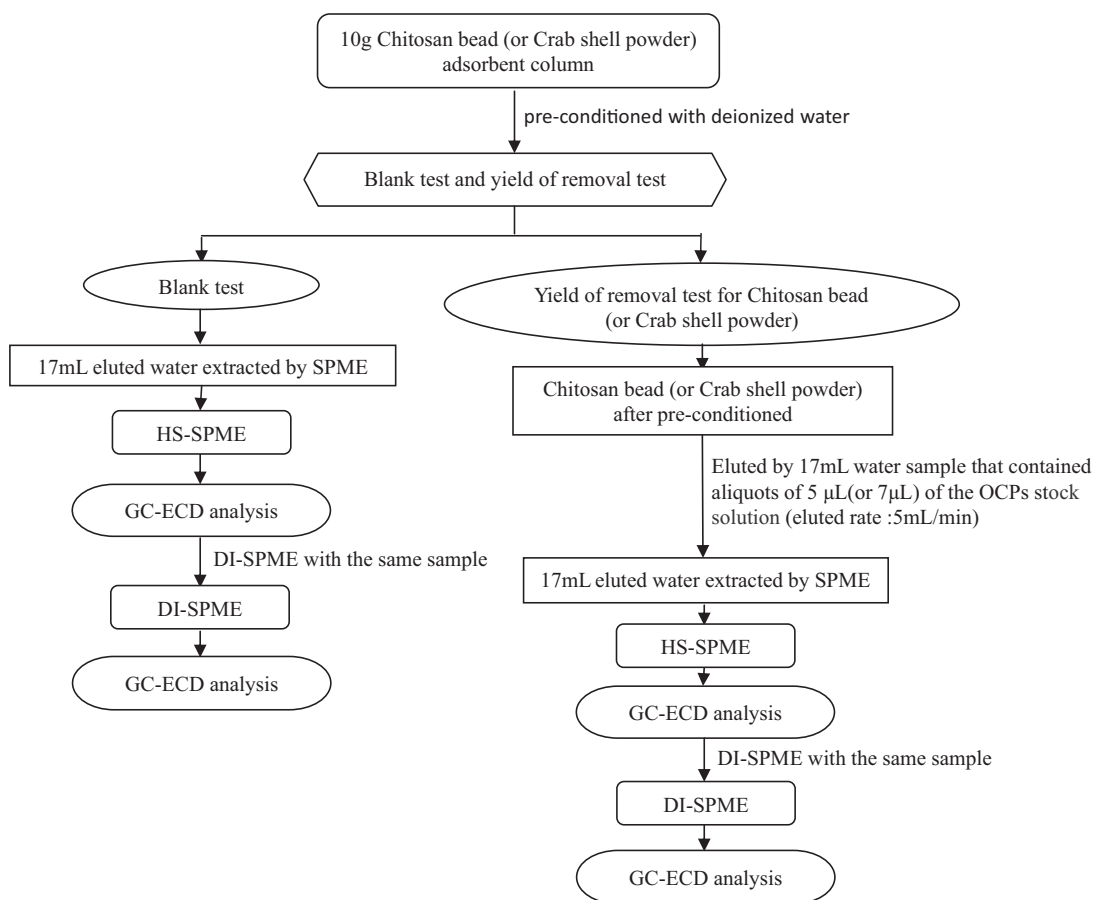 10g Chitosan bead (or Crab shell powder)
adsorbent column
pre-conditioned with deionized water
Blank test and yield of removal test
Blank test
17mL eluted water extracted by SPME
HS-SPME
GC-ECD analysis
DI-SPME with the same sample
DI-SPME
GC-ECD analysis
Yield of removal test for Chitosan bead
(or Crab shell powder)
Chitosan bead (or Crab shell powder)
after pre-conditioned
Eluted by 17mL water sample that contained
aliquots of 5 μL(or 7μL) of the OCPs stock
solution (eluted rate :5mL/min)
17mL eluted water extracted by SPME
HS-SPME
GC-ECD analysis
DI-SPME with the same sample
DI-SPME
GC-ECD analysis